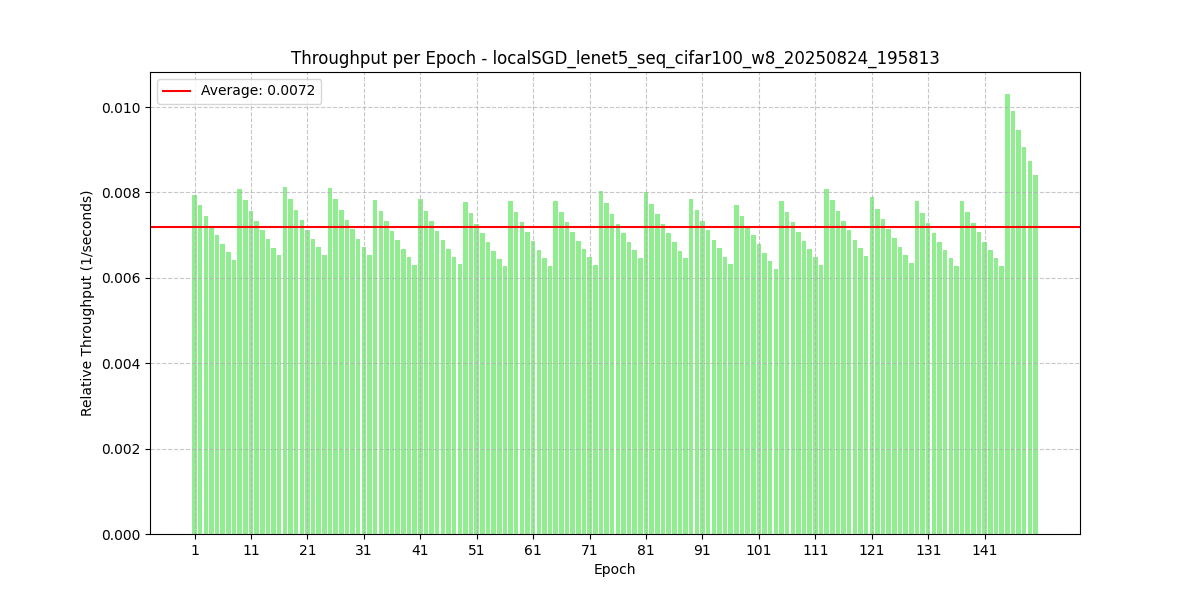 Throughput per Epoch - localSGD_lenet5_seq_cifar100_w8_20250824_195813
Average: 0.0072
0.010
0.008
0.006
0.004
0.002
0.000
Relative Throughput (1/seconds)
1 11 21 31 41 51 61 71 81 91 101 111 121 131 141
Epoch